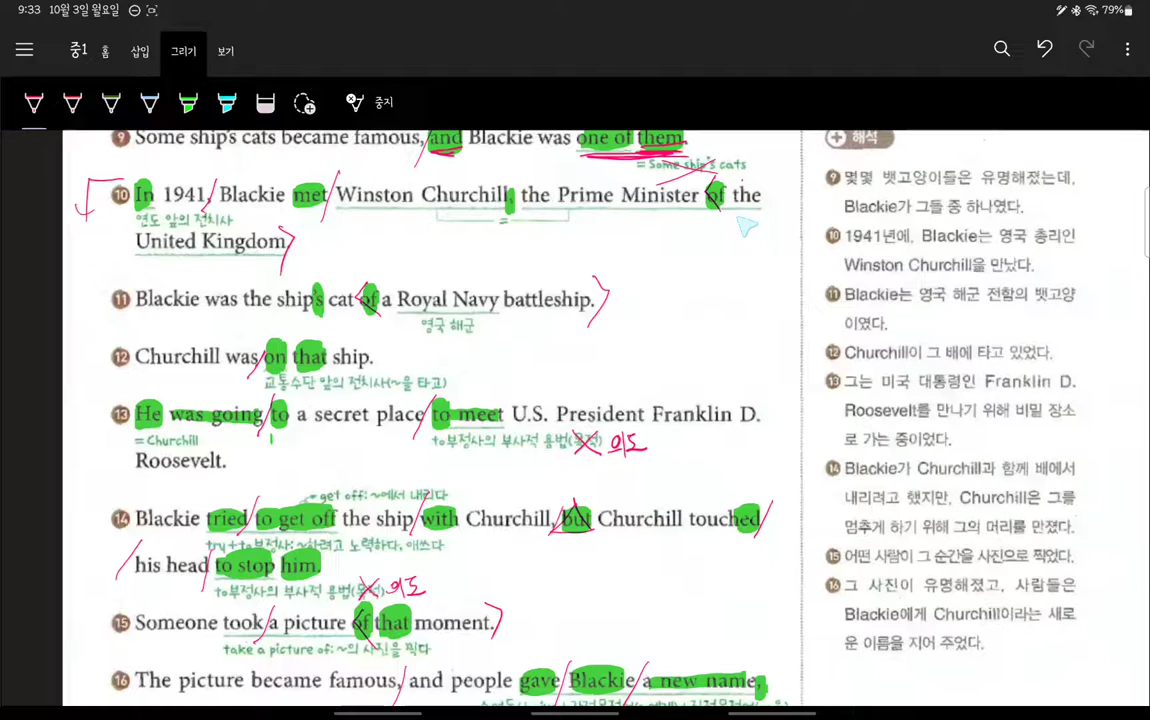 9:33 10월 3일 월요일 79%
중1 홈 삽입 그리기 보기
중지
⑨ Some ship's cats became famous, and Blackie was one of them.
= Some ship's cats
⑩ In 1941, Blackie met Winston Churchill, the Prime Minister of the
연도 앞의 전치사 =
United Kingdom
⑪ Blackie was the ship's cat of a Royal Navy battleship.
영국 해군
⑫ Churchill was on that ship.
교통수단 앞의 전치사(~을 타고)
⑬ He was going to a secret place to meet U.S. President Franklin D.
= Churchill to부정사의 부사적 용법(목적) 의도
Roosevelt.
get off: ~에서 내리다
⑭ Blackie tried to get off the ship with Churchill, but Churchill touched
try+to부정사: ~하려고 노력하다, 애쓰다
his head to stop him.
to부정사의 부사적 용법(목적) 의도
⑮ Someone took a picture of that moment.
take a picture of: ~의 사진을 찍다
⑯ The picture became famous, and people gave Blackie a new name,
+ 해석
⑨ 몇몇 뱃고양이들은 유명해졌는데,
Blackie가 그들 중 하나였다.
⑩ 1941년에, Blackie는 영국 총리인
Winston Churchill을 만났다.
⑪ Blackie는 영국 해군 전함의 뱃고양
이였다.
⑫ Churchill이 그 배에 타고 있었다.
⑬ 그는 미국 대통령인 Franklin D.
Roosevelt를 만나기 위해 비밀 장소
로 가는 중이었다.
⑭ Blackie가 Churchill과 함께 배에서
내리려고 했지만, Churchill은 그를
멈추게 하기 위해 그의 머리를 만졌다.
⑮ 어떤 사람이 그 순간을 사진으로 찍었다.
⑯ 그 사진이 유명해졌고, 사람들은
Blackie에게 Churchill이라는 새로
운 이름을 지어 주었다.